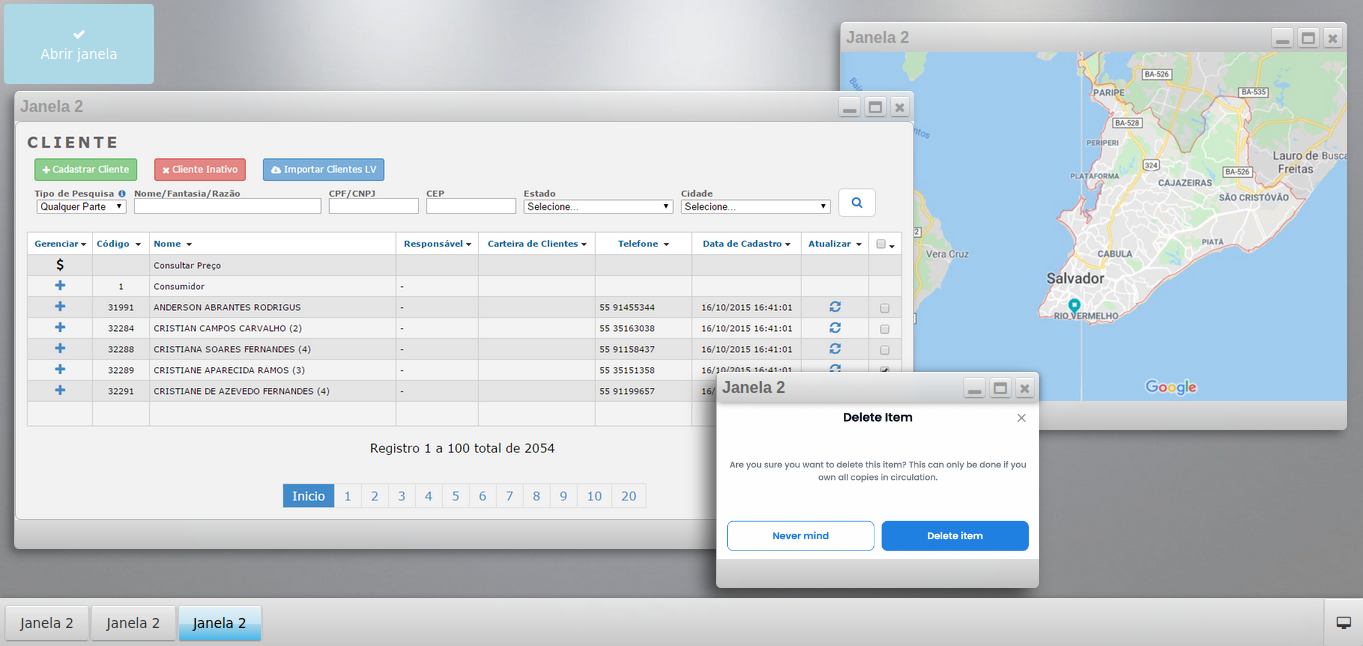 Abrir janela
Janela 2
BA-526
PARIPE
BA-535
BA-528
PERIPERI
324
Lauro de Busca
Freitas
PLATAFORMA
CAJAZEIRAS
BA-526
SÃO CRISTÓVÃO
PIATÃ
Vera Cruz
CABULA
Salvador
RIO VERMELHO
Google
Janela 2
CLIENTE
Cadastrar Cliente
Cliente Inativo
Importar Clientes LV
Tipo de Pesquisa Nome/Fantasia/Razão CPF/CNPJ CEP Estado Cidade
Qualquer Parte Selecione... Selecione...
Gerenciar Código Nome Responsável Carteira de Clientes Telefone Data de Cadastro Atualizar
$ Consultar Preço
1 Consumidor -
31991 ANDERSON ABRANTES RODRIGUS - 55 91455344 16/10/2015 16:41:01
32284 CRISTIAN CAMPOS CARVALHO (2) - 55 35163038 16/10/2015 16:41:01
32288 CRISTIANA SOARES FERNANDES (4) - 55 91158437 16/10/2015 16:41:01
32289 CRISTIANE APARECIDA RAMOS (3) - 55 35151358 16/10/2015 16:41:01
32291 CRISTIANE DE AZEVEDO FERNANDES (4) - 55 91199657 16/
Registro 1 a 100 total de 2054
Inicio 1 2 3 4 5 6 7 8 9 10 20
Janela 2
Delete Item
Are you sure you want to delete this item? This can only be done if you
own all copies in circulation.
Never mind
Delete item
Janela 2 Janela 2 Janela 2